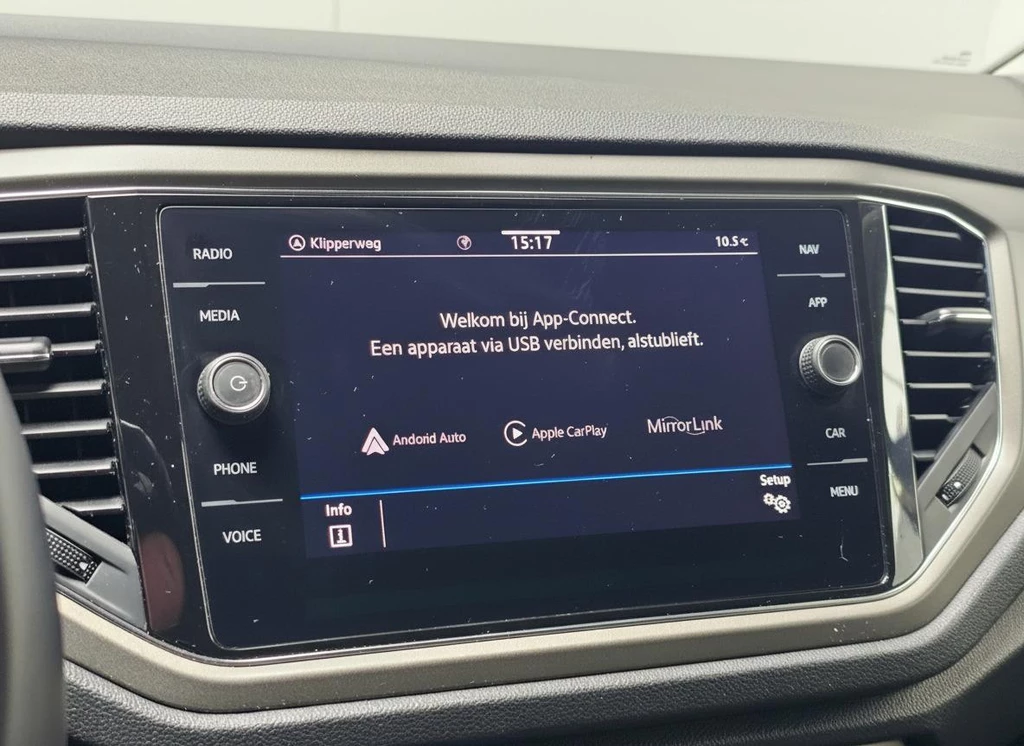 RADIO
MEDIA
PHONE
VOICE
Klipperweg
15:17
10.5°C
Welkom bij App-Connect.
Een apparaat via USB verbinden, alstublieft.
Andorid Auto
Apple CarPlay
MirrorLink
Info
i
Setup
NAV
APP
CAR
MENU